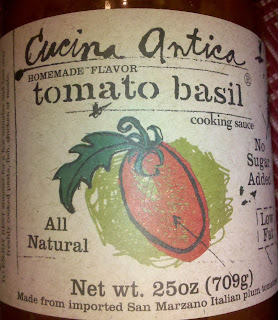 Cucina Antica
HOMEMADE FLAVOR ®
tomato basil
cooking sauce
No
Sugar
Added
Low
Fat
All
Natural
Net wt. 25oz (709g)
Made from imported San Marzano Italian plum